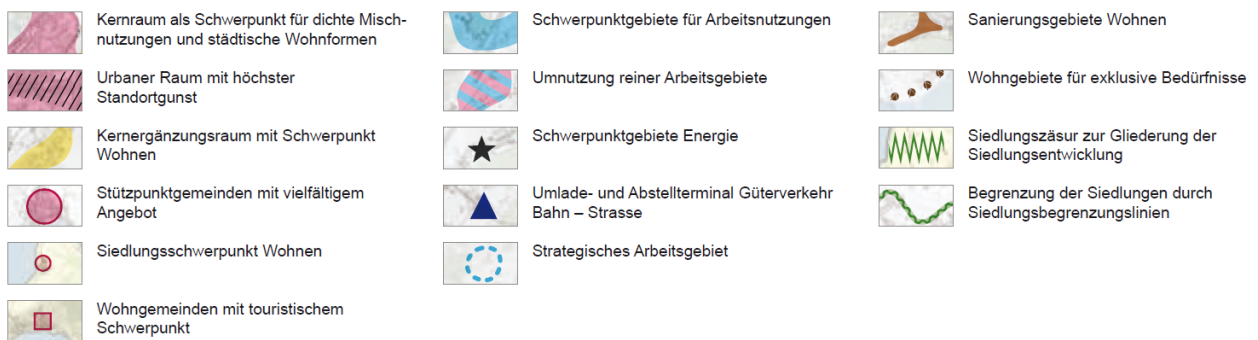 Kernraum als Schwerpunkt für dichte Misch-
nutzungen und städtische Wohnformen
Urbaner Raum mit höchster
Standortgunst
Kernergänzungsraum mit Schwerpunkt
Wohnen
Stützpunktgemeinden mit vielfältigem
Angebot
Siedlungsschwerpunkt Wohnen
Wohngemeinden mit touristischem
Schwerpunkt
Schwerpunktgebiete für Arbeitsnutzungen
Umnutzung reiner Arbeitsgebiete
Schwerpunktgebiete Energie
Umlade- und Abstellterminal Güterverkehr
Bahn – Strasse
Strategisches Arbeitsgebiet
Sanierungsgebiete Wohnen
Wohngebiete für exklusive Bedürfnisse
Siedlungszäsur zur Gliederung der
Siedlungsentwicklung
Begrenzung der Siedlungen durch
Siedlungsbegrenzungslinien